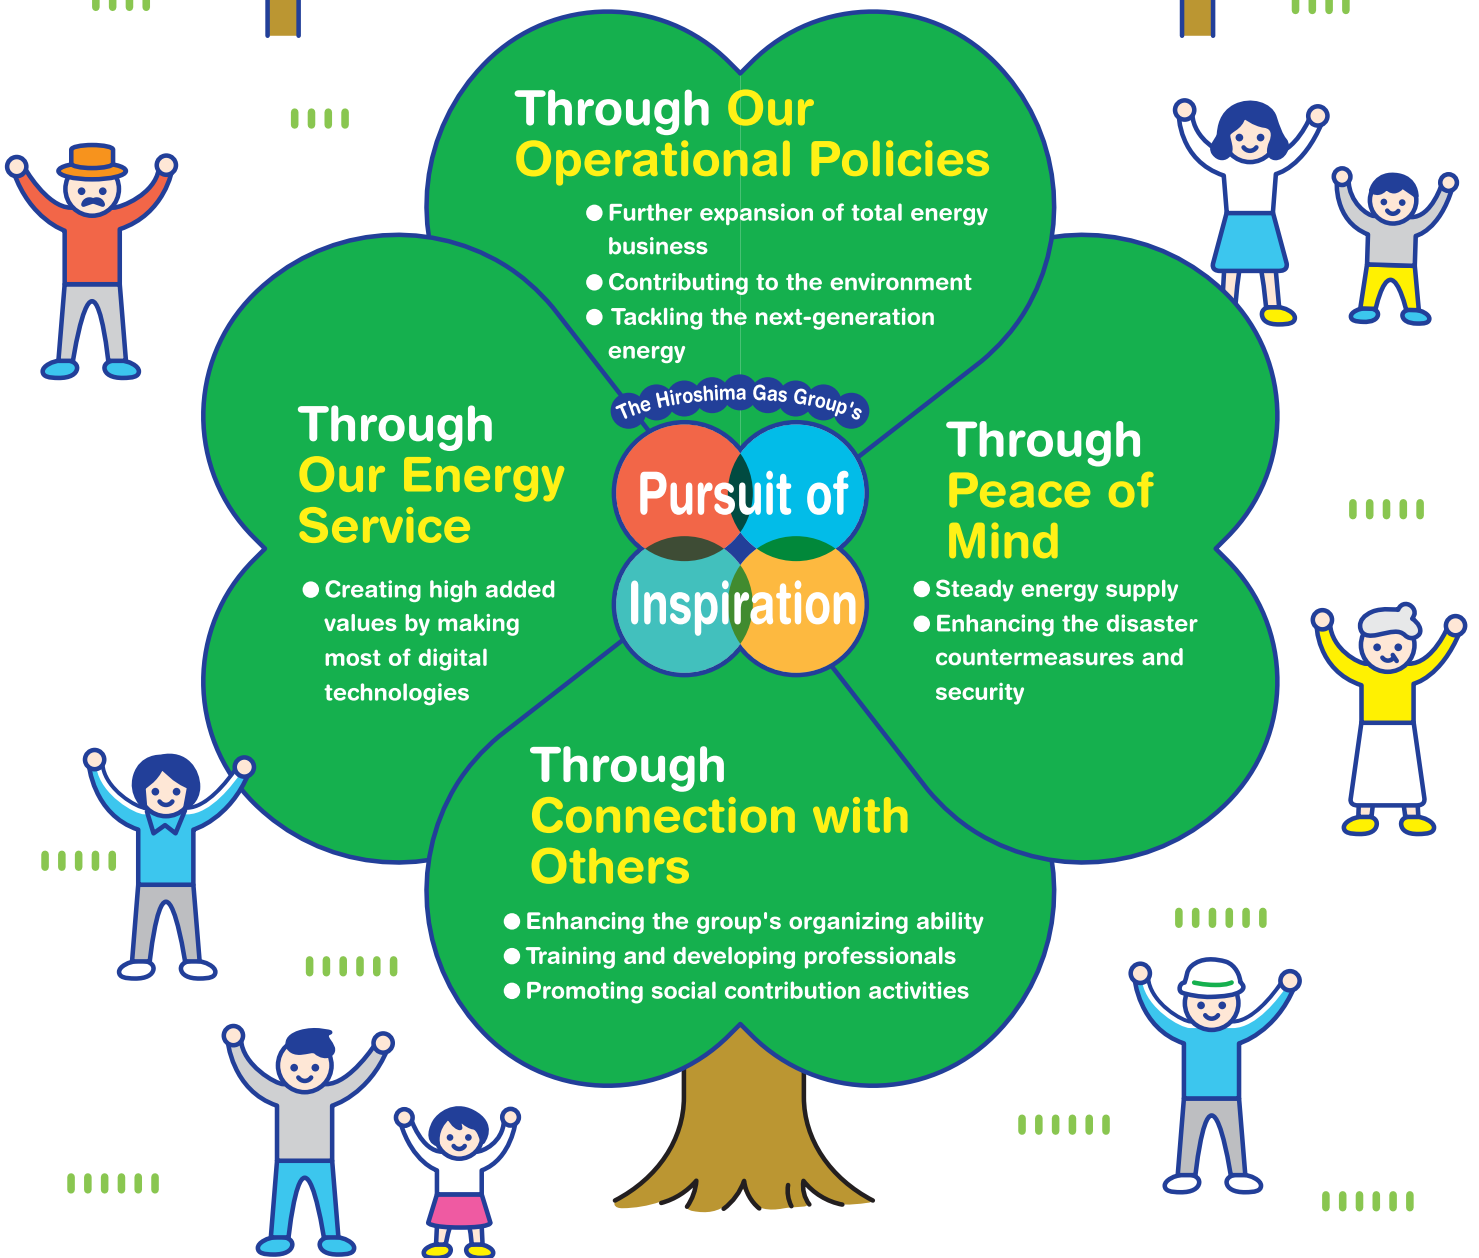 Through Our
Operational Policies
● Further expansion of total energy
business
● Contributing to the environment
● Tackling the next-generation
energy
The Hiroshima Gas Group's
Pursuit of
Inspiration
Through
Our Energy
Service
● Creating high added
values by making
most of digital
technologies
Through
Peace of
Mind
● Steady energy supply
● Enhancing the disaster
countermeasures and
security
Through
Connection with
Others
● Enhancing the group's organizing ability
● Training and developing professionals
● Promoting social contribution activities